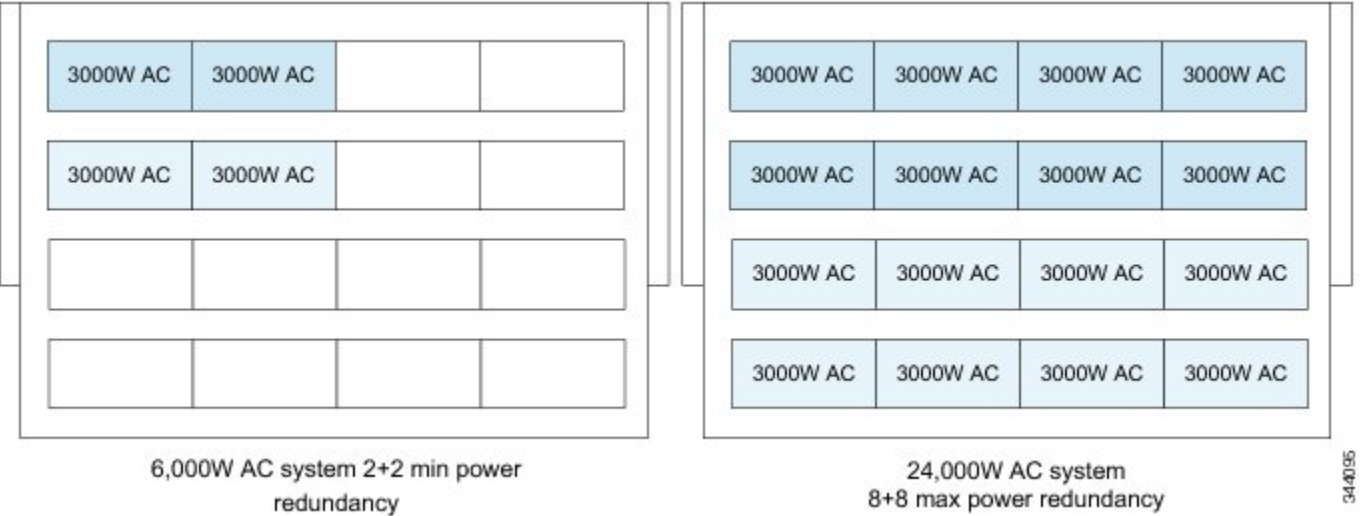 3000W AC 3000W AC
3000W AC 3000W AC
6,000W AC system 2+2 min power
redundancy
3000W AC 3000W AC 3000W AC 3000W AC
3000W AC 3000W AC 3000W AC 3000W AC
3000W AC 3000W AC 3000W AC 3000W AC
3000W AC 3000W AC 3000W AC 3000W AC
24,000W AC system
8+8 max power redundancy
344095